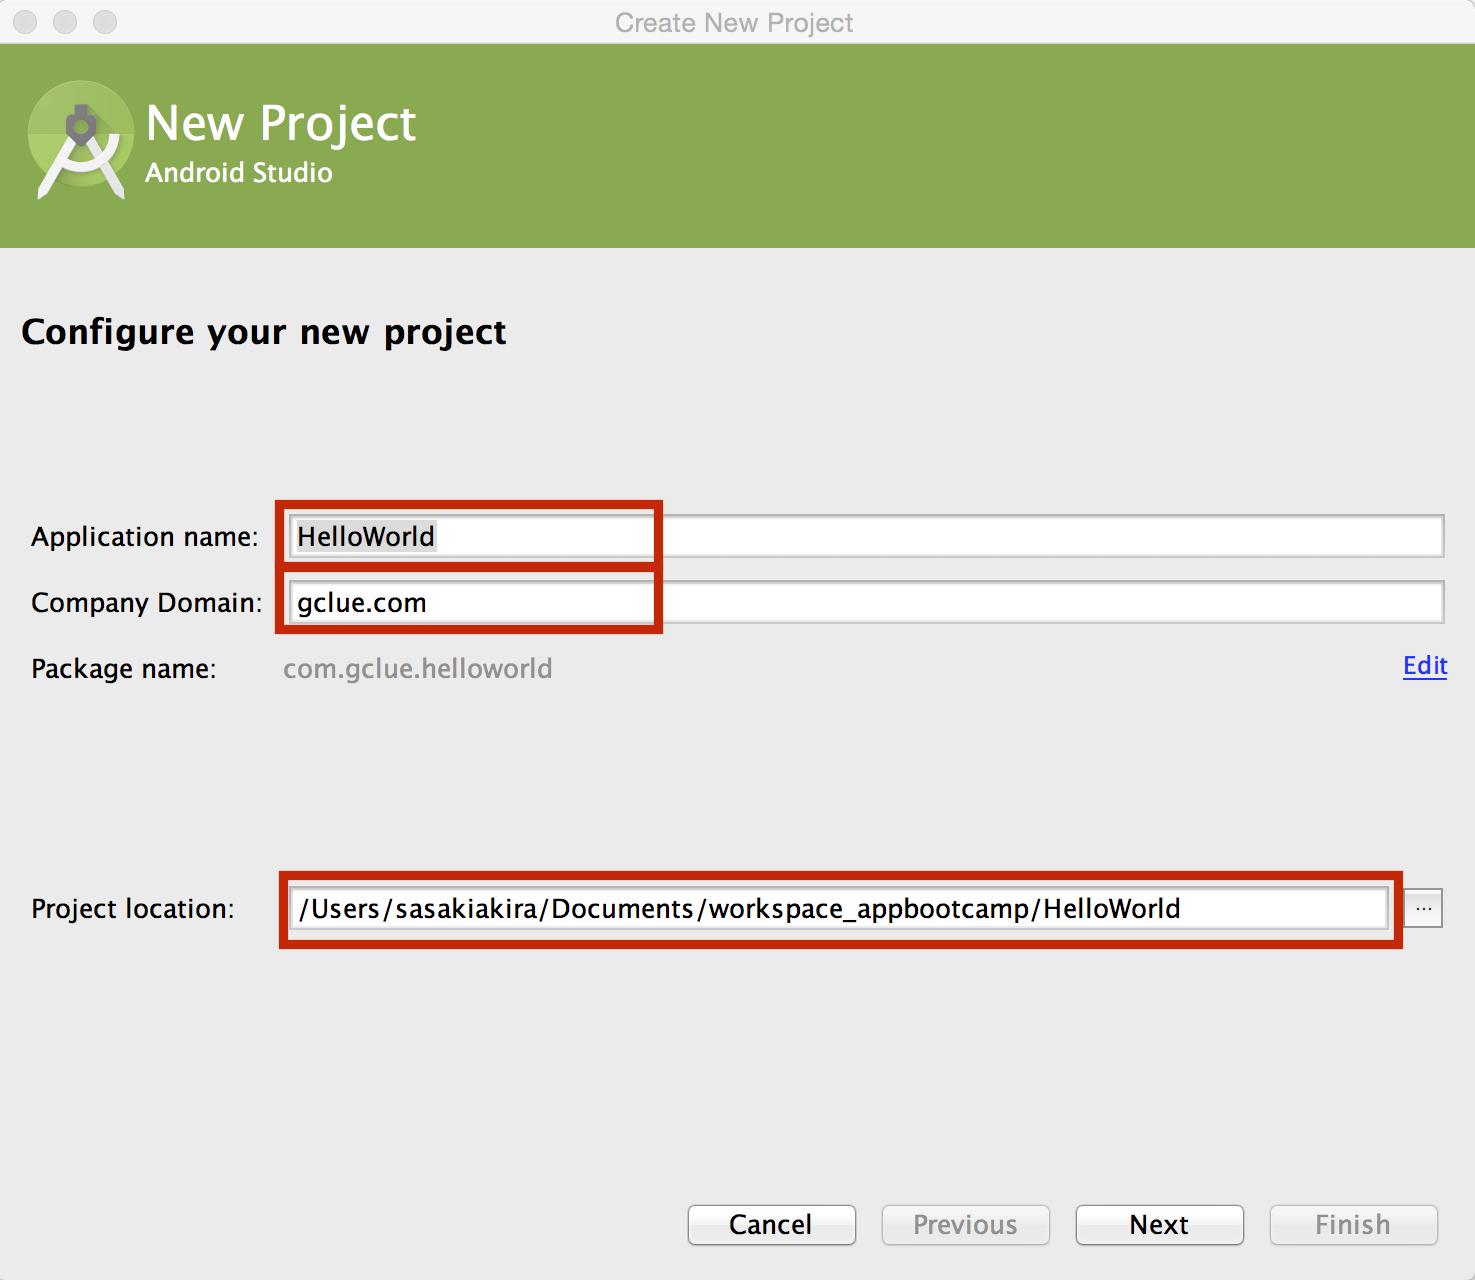 Create New Project
New Project
Android Studio
Configure your new project
Application name: HelloWorld
Company Domain: gclue.com
Package name: com.gclue.helloworld Edit
Project location: /Users/sasakiakira/Documents/workspace_appbootcamp/HelloWorld ...
Cancel Previous Next Finish